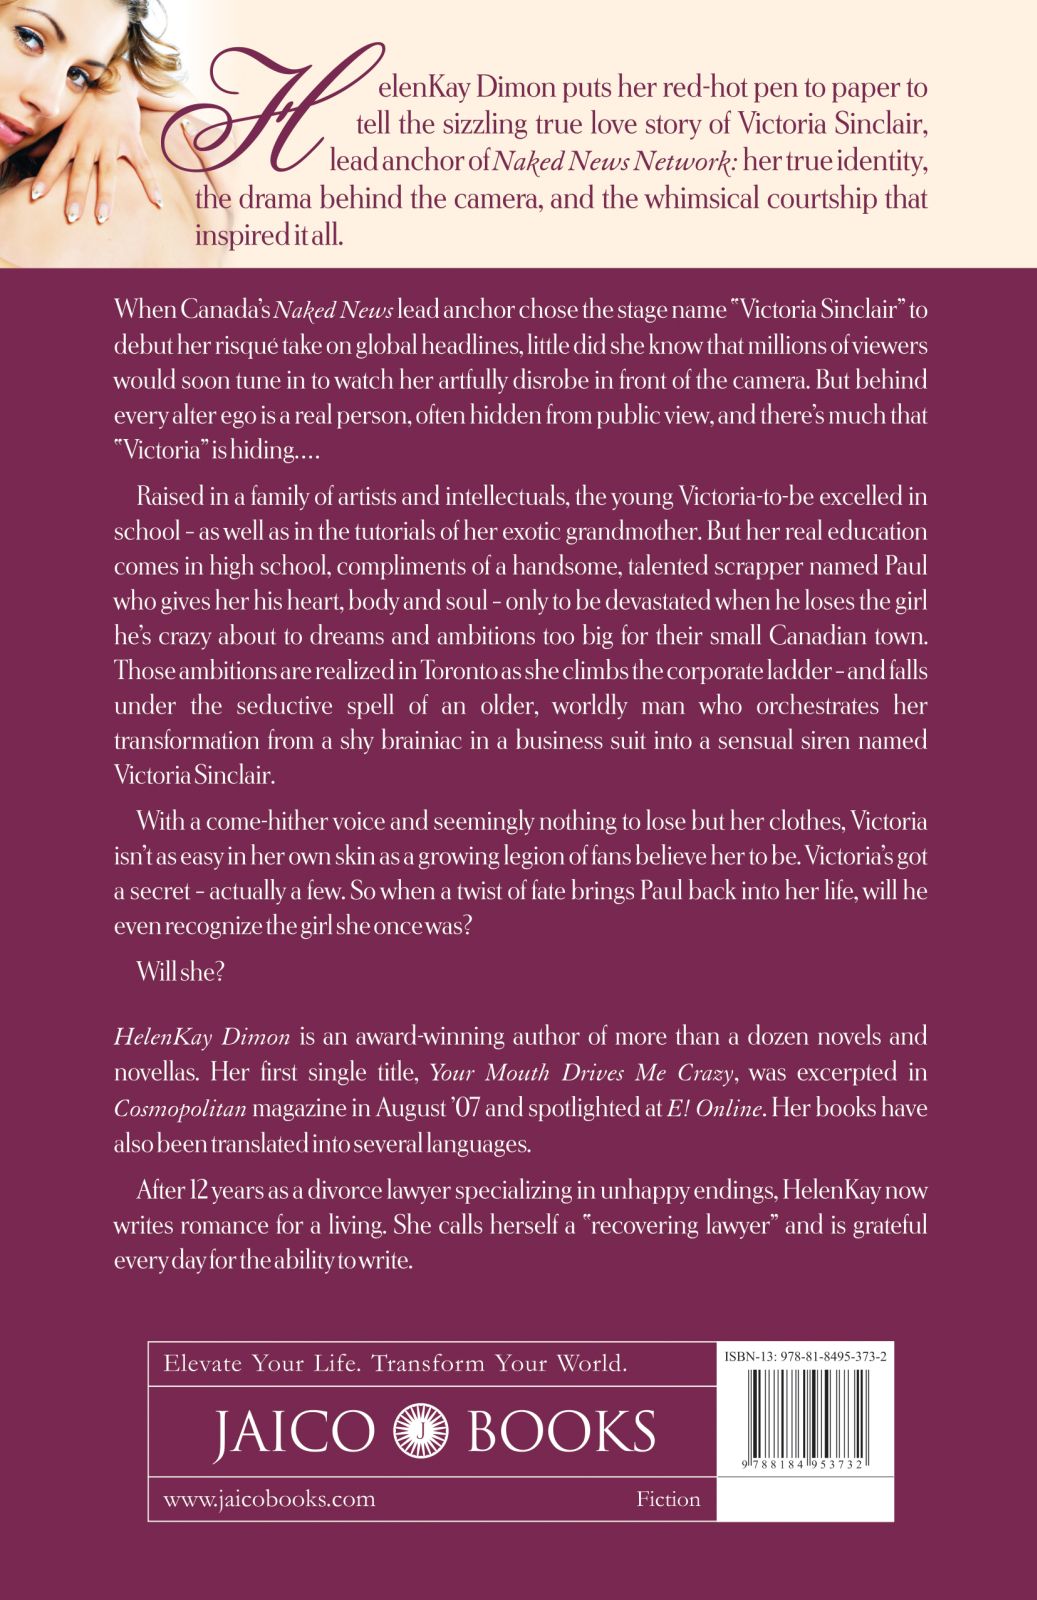 HelenKay Dimon puts her red-hot pen to paper to
tell the sizzling true love story of Victoria Sinclair,
lead anchor of Naked News Network: her true identity,
the drama behind the camera, and the whimsical courtship that
inspired it all.
When Canada's Naked News lead anchor chose the stage name "Victoria Sinclair" to
debut her risqué take on global headlines, little did she know that millions of viewers
would soon tune in to watch her artfully disrobe in front of the camera. But behind
every alter ego is a real person, often hidden from public view, and there's much that
"Victoria" is hiding....
Raised in a family of artists and intellectuals, the young Victoria-to-be excelled in
school – as well as in the tutorials of her exotic grandmother. But her real education
comes in high school, compliments of a handsome, talented scrapper named Paul
who gives her his heart, body and soul – only to be devastated when he loses the girl
he's crazy about to dreams and ambitions too big for their small Canadian town.
Those ambitions are realized in Toronto as she climbs the corporate ladder – and falls
under the seductive spell of an older, worldly man who orchestrates her
transformation from a shy brainiac in a business suit into a sensual siren named
Victoria Sinclair.
With a come-hither voice and seemingly nothing to lose but her clothes, Victoria
isn't as easy in her own skin as a growing legion of fans believe her to be. Victoria's got
a secret – actually a few. So when a twist of fate brings Paul back into her life, will he
even recognize the girl she once was?
Will she?
HelenKay Dimon is an award-winning author of more than a dozen novels and
novellas. Her first single title, Your Mouth Drives Me Crazy, was excerpted in
Cosmopolitan magazine in August '07 and spotlighted at E! Online. Her books have
also been translated into several languages.
After 12 years as a divorce lawyer specializing in unhappy endings, HelenKay now
writes romance for a living. She calls herself a "recovering lawyer" and is grateful
every day for the ability to write.
Elevate Your Life. Transform Your World.
JAICO J BOOKS
www.jaicobooks.com
Fiction
ISBN-13: 978-81-8495-373-2
9 788184 953732